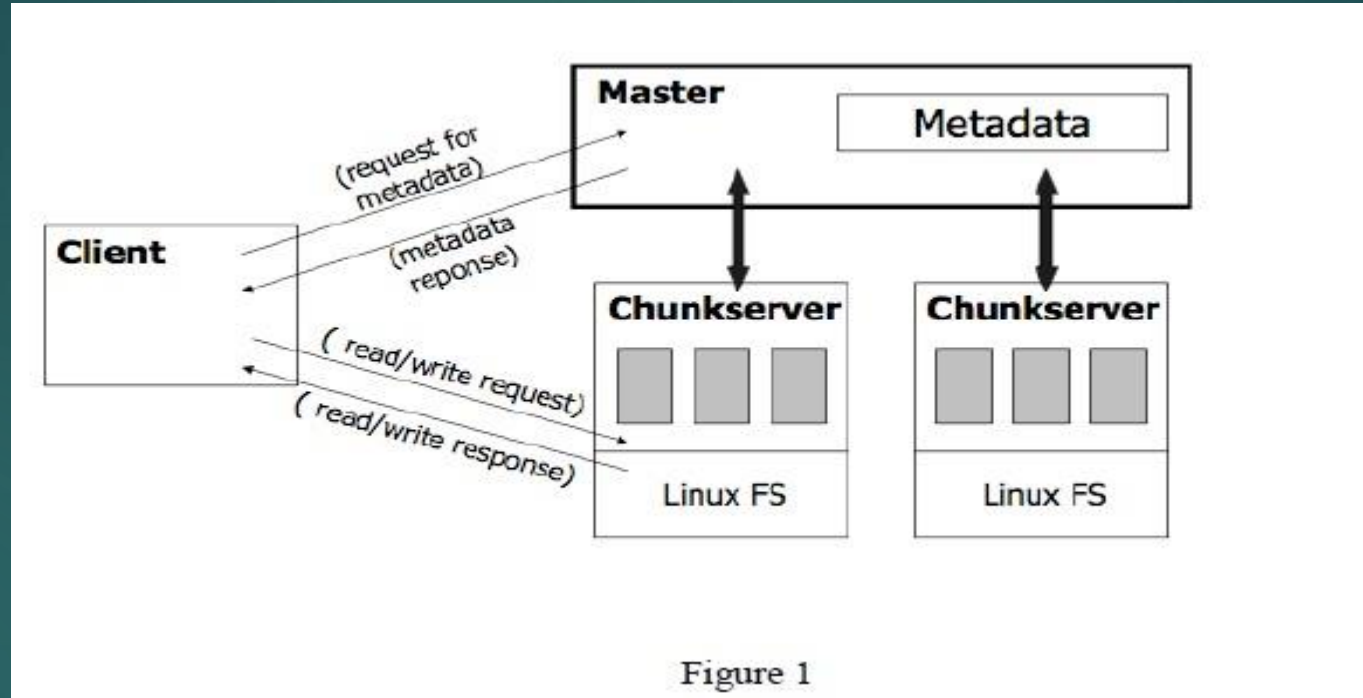 Master
Metadata
(request for
metadata)
(metadata
reponse)
Client
Chunkserver
Chunkserver
( read/write request)
( read/write response)
Linux FS
Linux FS
Figure 1